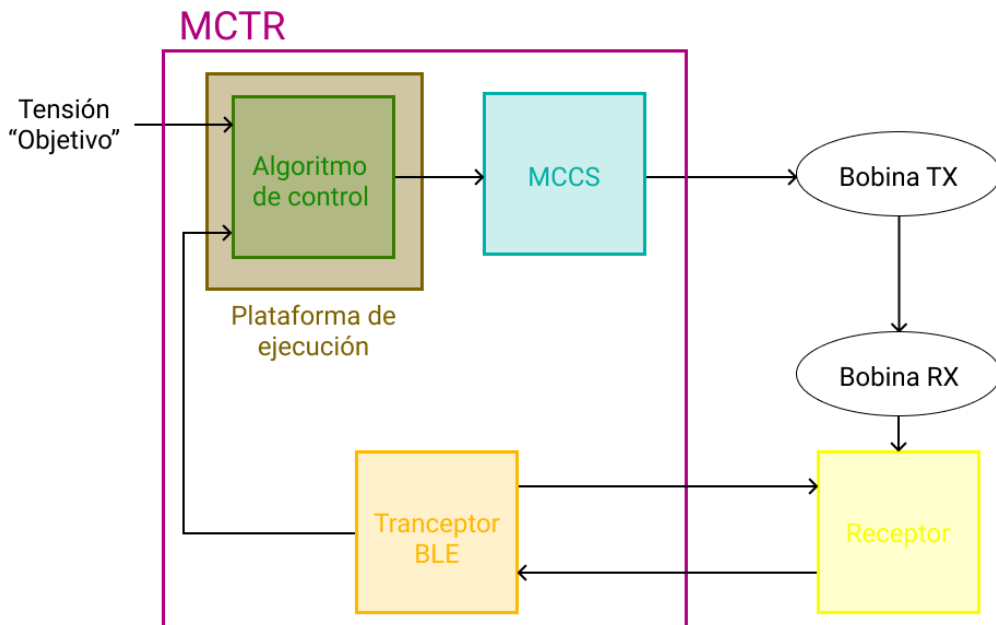 MCTR
Tensión
“Objetivo”
Algoritmo
de control
MCCS
Bobina TX
Plataforma de
ejecución
Bobina RX
Tranceptor
BLE
Receptor